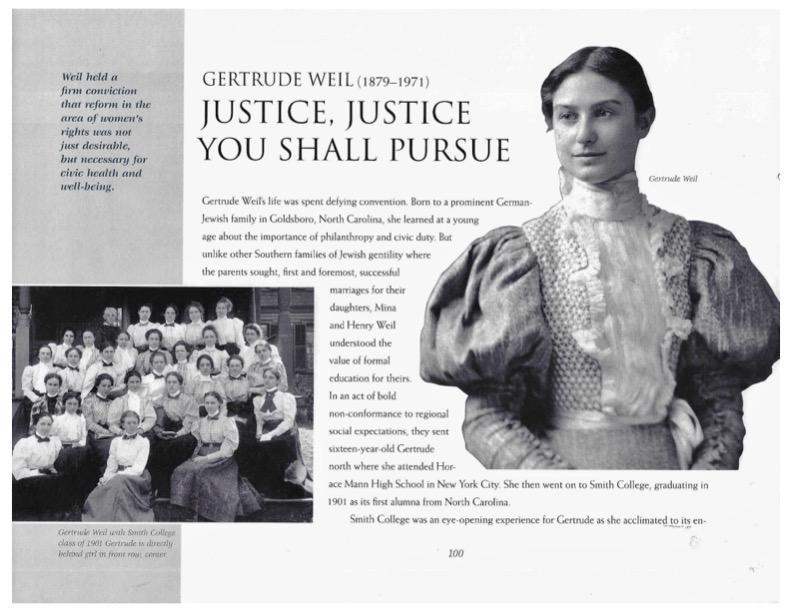 Weil held a
firm conviction
that reform in the
area of women's
rights was not
just desirable,
but necessary for
civic health and
well-being.
GERTRUDE WEIL (1879–1971)
JUSTICE, JUSTICE
YOU SHALL PURSUE
Gertrude Weil
Gertrude Weil's life was spent defying convention. Born to a prominent German-
Jewish family in Goldsboro, North Carolina, she learned at a young
age about the importance of philanthropy and civic duty. But
unlike other Southern families of Jewish gentility where
the parents sought, first and foremost, successful
marriages for their
daughters, Mina
and Henry Weil
understood the
value of formal
education for theirs.
In an act of bold
non-conformance to regional
social expectations, they sent
sixteen-year-old Gertrude
north where she attended Hor-
ace Mann High School in New York City. She then went on to Smith College, graduating in
1901 as its first alumna from North Carolina.
Smith College was an eye-opening experience for Gertrude as she acclimated to its en-
Gertrude Weil with Smith College
class of 1901 Gertrude is directly
behind girl in front row, center
100